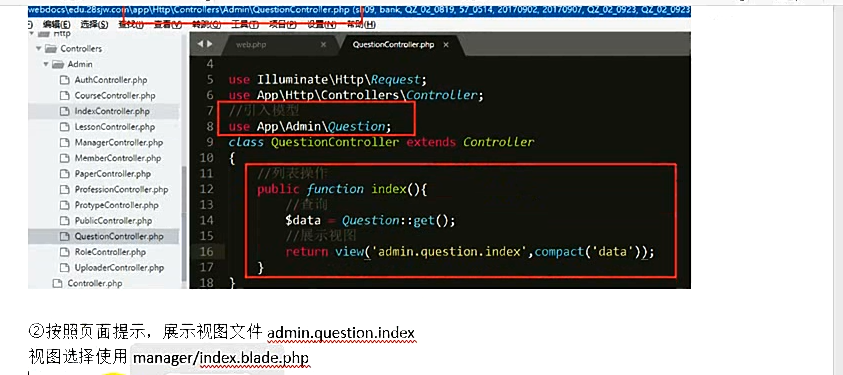 webdocs\edu.28sjw.com\app\Http\Controllers\Admin\QuestionController.php (sp09, bank, QZ_02_0819, 57_0514, 20170902, 20170907, QZ_02_0923, QZ_02_0923
编辑(E) 选择(S) 查找(I) 查看(V) 转跳(G) 工具(T) 项目(P) 设置(N) 帮助(H)
Http
Controllers
Admin
AuthController.php
CourseController.php
IndexController.php
LessonController.php
ManagerController.php
MemberController.php
PaperController.php
ProfessionController.php
ProtypeController.php
PublicController.php
QuestionController.php
RoleController.php
UploaderController.php
Controller.php
web.php ×
QuestionController.php ×
4
5 use Illuminate\Http\Request;
6 use App\Http\Controllers\Controller;
7 //引入模型
8 use App\Admin\Question;
9 class QuestionController extends Controller
10 {
11 //列表操作
12 public function index(){
13 //查询
14 $data = Question::get();
15 //展示视图
16 return view('admin.question.index',compact('data'));
17 }
18 }
②按照页面提示，展示视图文件 admin.question.index
视图选择使用 manager/index.blade.php